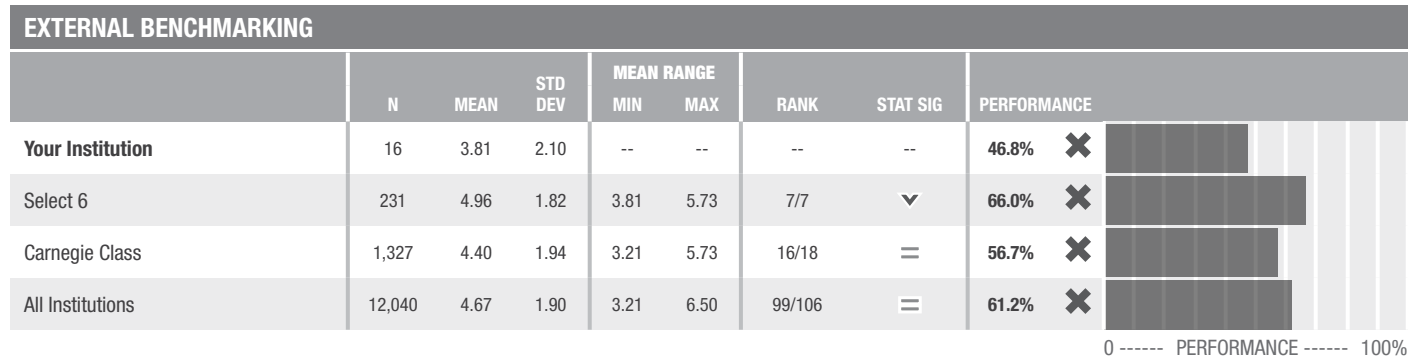 EXTERNAL BENCHMARKING
N MEAN STD DEV MEAN RANGE MIN MAX RANK STAT SIG PERFORMANCE
Your Institution 16 3.81 2.10 -- -- -- -- 46.8%
Select 6 231 4.96 1.82 3.81 5.73 7/7 66.0%
Carnegie Class 1,327 4.40 1.94 3.21 5.73 16/18 = 56.7%
All Institutions 12,040 4.67 1.90 3.21 6.50 99/106 = 61.2%
0 ------ PERFORMANCE ------ 100%